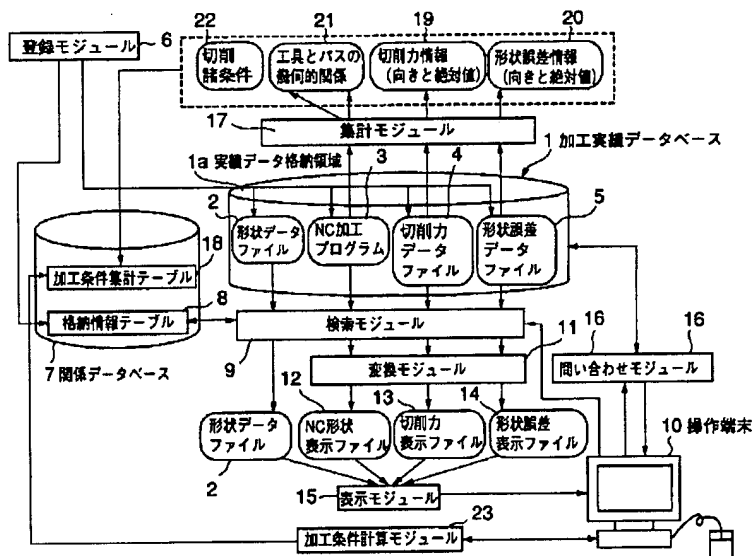 登録モジュール
6
22
21
19
20
切削
諸条件
工具とパスの
幾何的関係
切削力情報
(向きと絶対値)
形状誤差情報
(向きと絶対値)
17
集計モジュール
1a 実績データ格納領域
3
4
1 加工実績データベース
2
5
形状データ
ファイル
NC加工
プログラム
切削力
データ
ファイル
形状誤差
データ
ファイル
18
加工条件集計テーブル
8
格納情報テーブル
7 関係データベース
検索モジュール
9
11
変換モジュール
16
16
問い合わせモジュール
12
13
14
形状データ
ファイル
2
NC形状
表示ファイル
切削力
表示ファイル
形状誤差
表示ファイル
10 操作端末
15
表示モジュール
23
加工条件計算モジュール